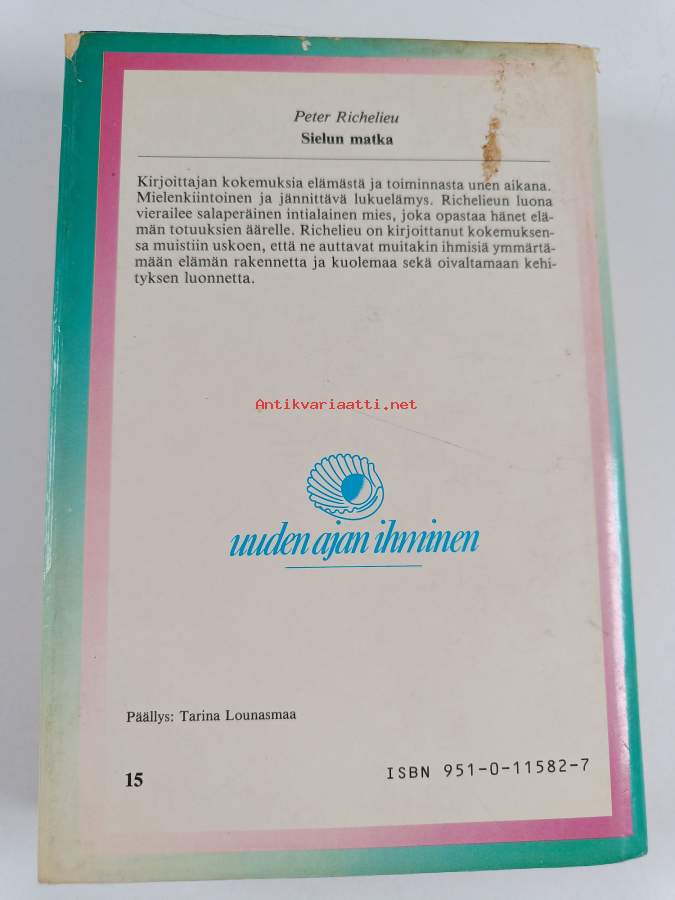 Peter Richelieu
Sielun matka
Kirjoittajan kokemuksia elämästä ja toiminnasta unen aikana.
Mielenkiintoinen ja jännittävä lukuelämys. Richelieun luona
vierailee salaperäinen intialainen mies, joka opastaa hänet elä-
män totuuksien äärelle. Richelieu on kirjoittanut kokemuksen-
sa muistiin uskoen, että ne auttavat muitakin ihmisiä ymmärtä-
mään elämän rakennetta ja kuolemaa sekä oivaltamaan kehi-
tyksen luonnetta.
Antikvariaatti.net
uuden ajan ihminen
Päällys: Tarina Lounasmaa
15
ISBN 951-0-11582-7